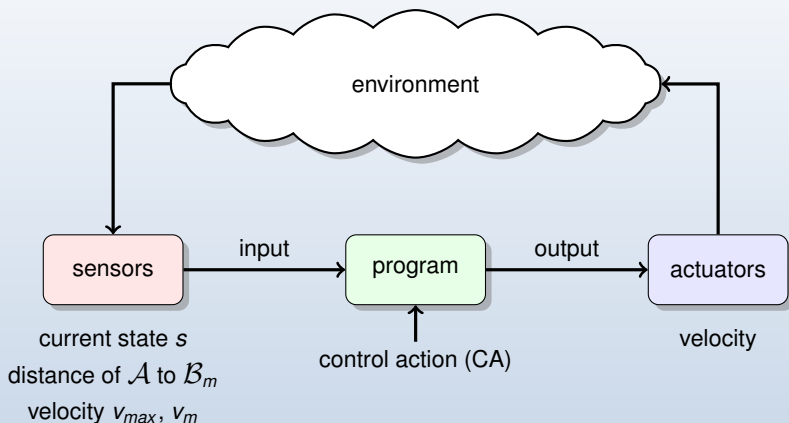 environment
sensors
input
program
output
actuators
current state s
distance of 𝒜 to ℬm
velocity vmax, vm
control action (CA)
velocity